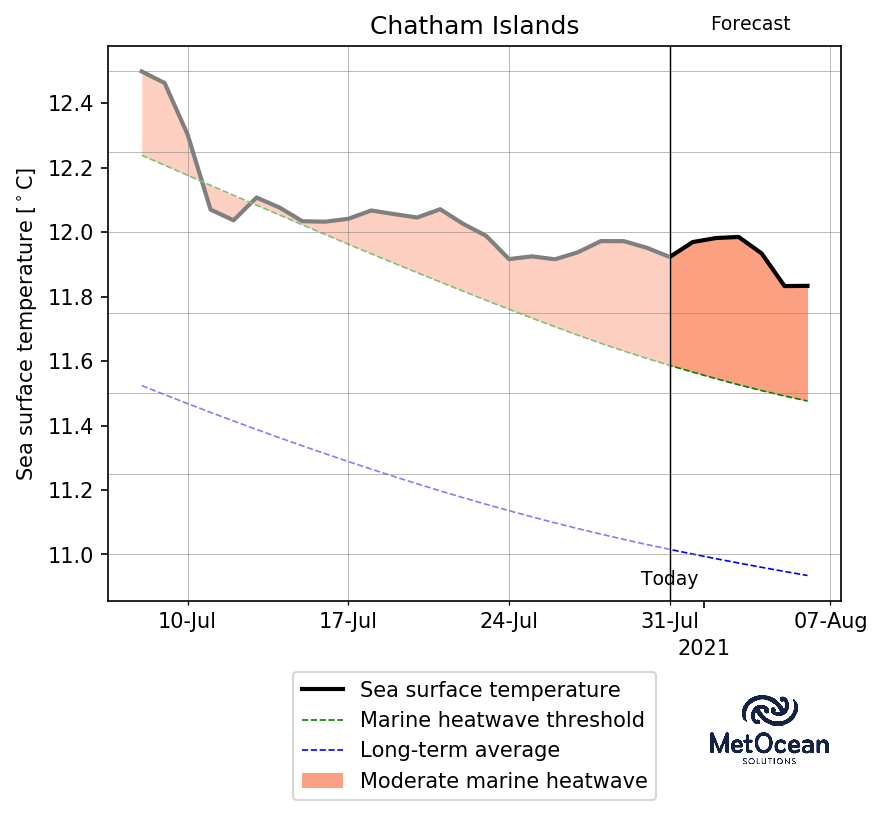 Chatham Islands
Forecast
Sea surface temperature [°C]
12.4
12.2
12.0
11.8
11.6
11.4
11.2
11.0
Today
10-Jul 17-Jul 24-Jul 31-Jul 07-Aug
2021
Sea surface temperature
Marine heatwave threshold
Long-term average
Moderate marine heatwave
MetOcean
SOLUTIONS